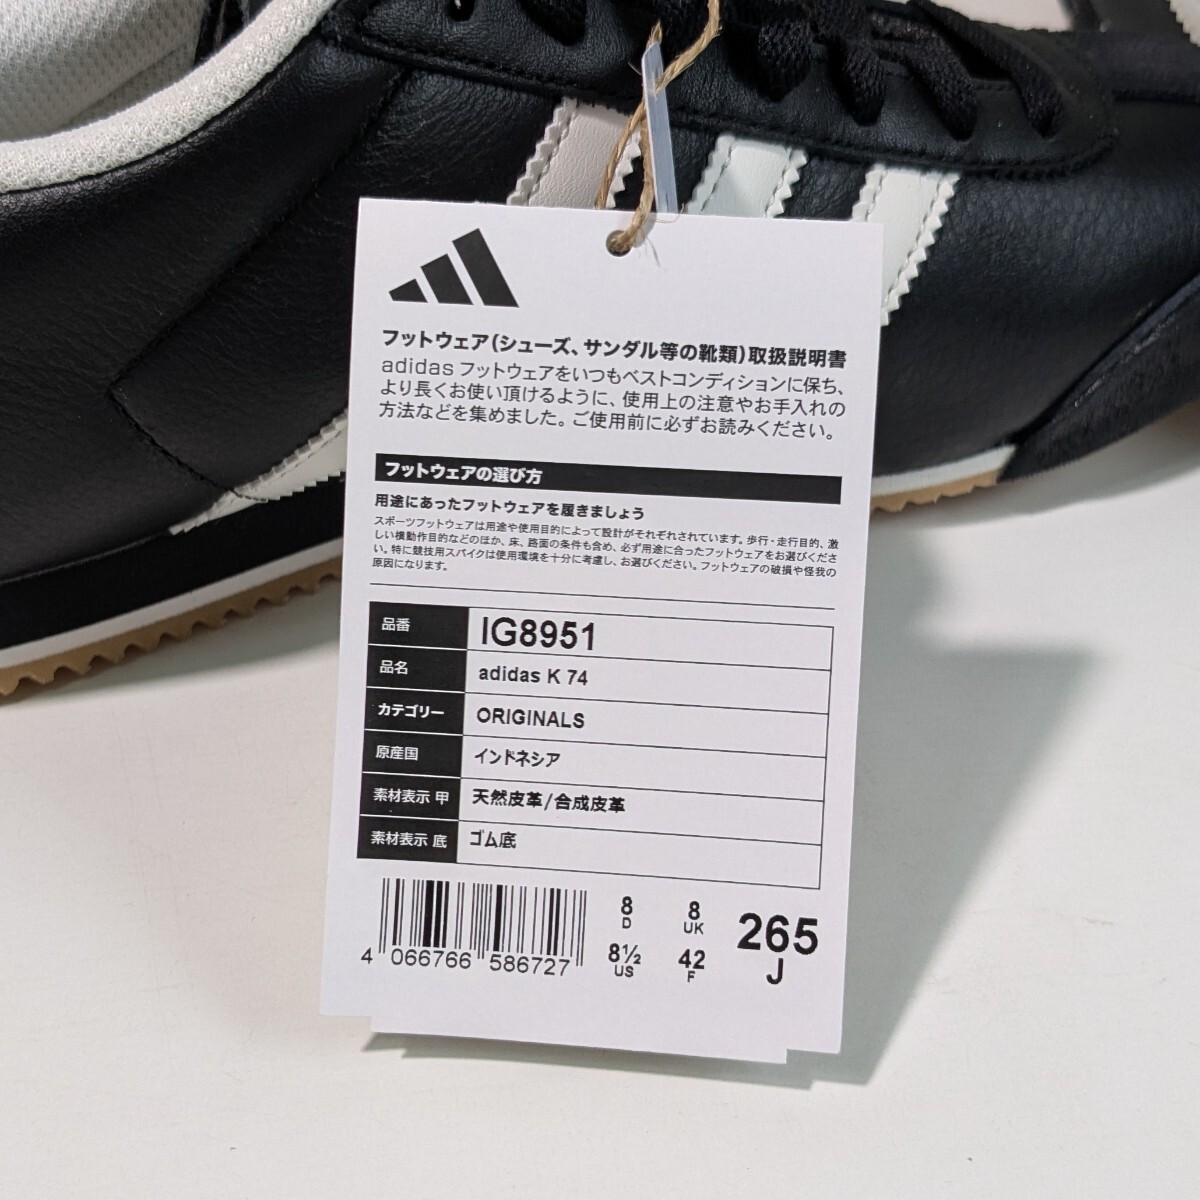 フットウェア(シューズ、サンダル等の靴類)取扱説明書
adidas フットウェアをいつもベストコンディションに保ち、
より長くお使い頂けるように、使用上の注意やお手入れの
方法などを集めました。ご使用前に必ずお読みください。
フットウェアの選び方
用途にあったフットウェアを履きましょう
スポーツフットウェアは用途や使用目的によって設計がそれぞれされています。歩行・走行目的、激
しい横動作目的などのほか、床、路面の条件も含め、必ず用途に合ったフットウェアをお選びくださ
い。特に競技用スパイクは使用環境を十分に考慮し、お選びください。フットウェアの破損や怪我の
原因になります。
品番 IG8951
品名 adidas K 74
カテゴリー ORIGINALS
原産国 インドネシア
素材表示 甲 天然皮革/合成皮革
素材表示 底 ゴム底
8 D 8 UK 265 J
8½ US 42 F
4 066766 586727